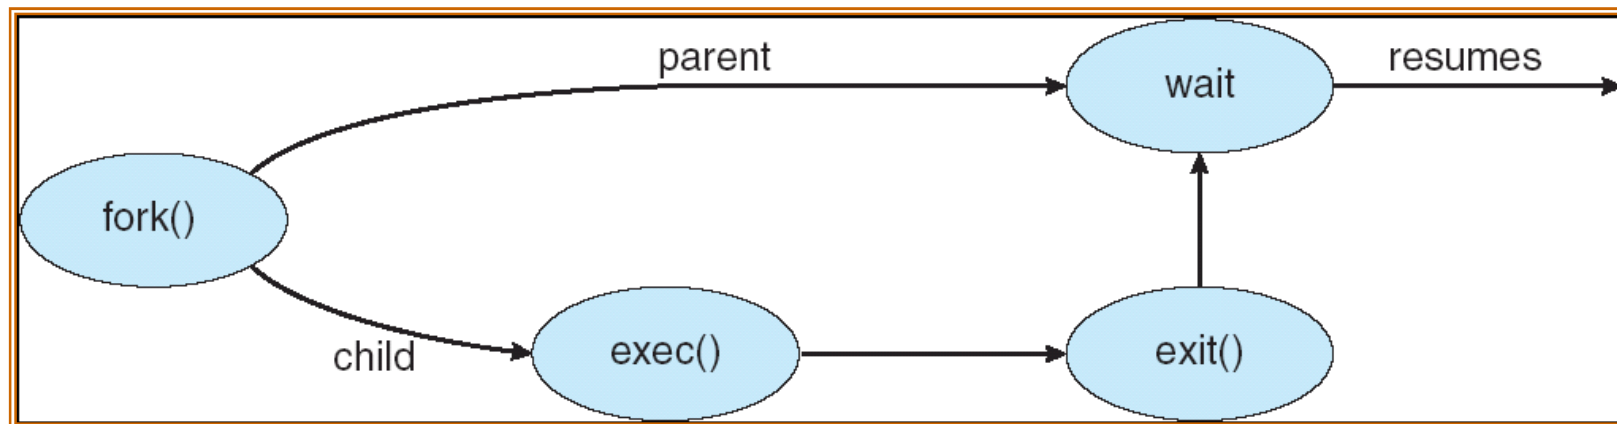 parent
wait
resumes
fork()
child
exec()
exit()